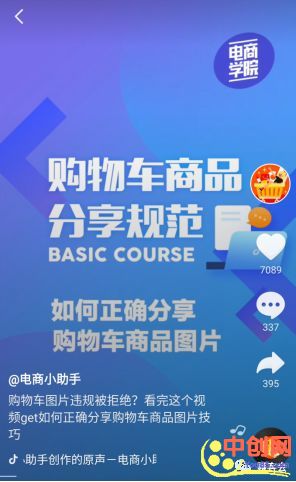 电商
学院
购物车商品
分享规范
BASIC COURSE
如何正确分享
购物车商品图片
7089
337
395
@电商小助手
购物车图片违规被拒绝？看完这个视
频get如何正确分享购物车商品图片技
巧
小助手创作的原声－电商小助
中创网